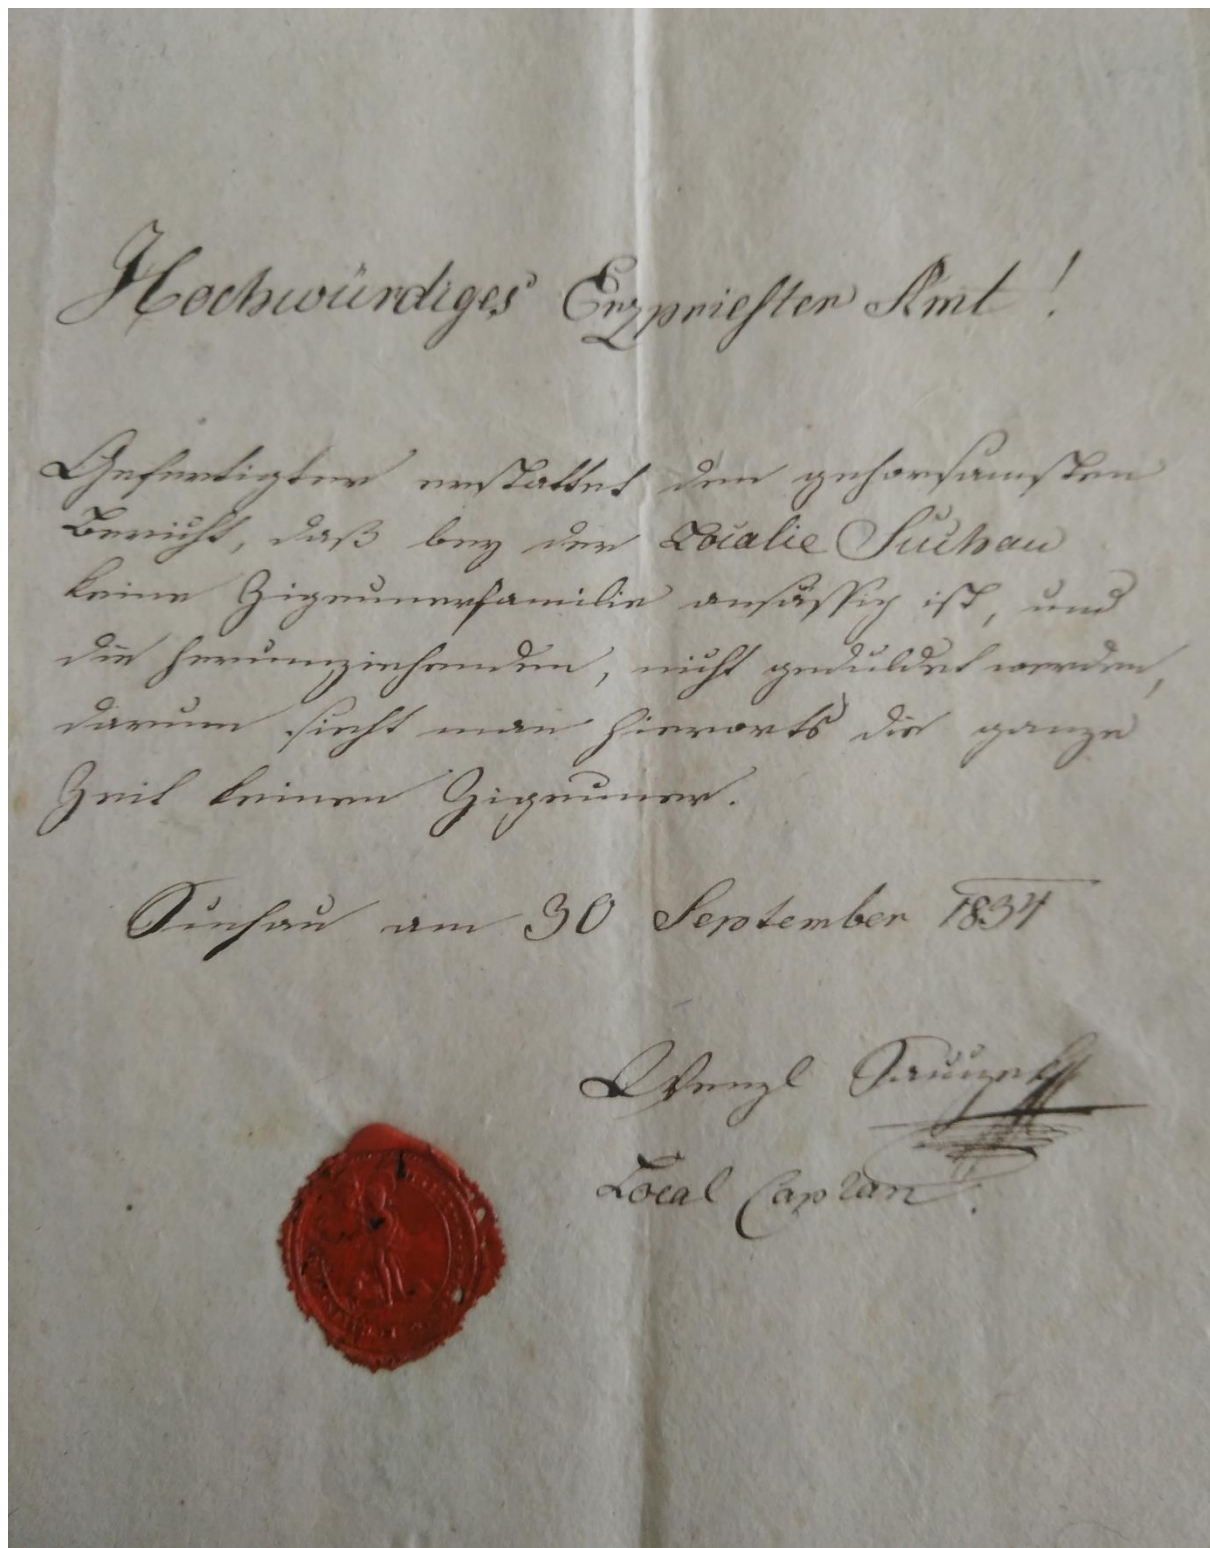 Hochwürdiges Erzpriester Amt!
Gefertigter erstattet den gehorsamsten
Bericht, daß bey der Localie Suchau
keine Zigeunerfamilie ansässig ist, und
die herumziehenden, nicht geduldet werden,
darum sieht man hierorts die ganze
Zeit keinen Zigeuner.
Suchau am 30 September 1834
Wenzl
Local Caplan.